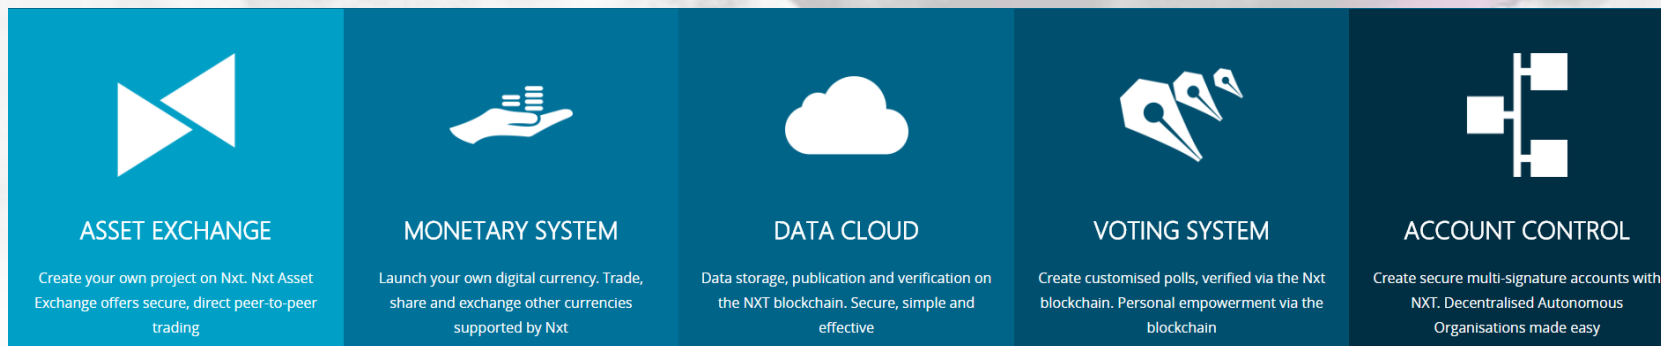 ASSET EXCHANGE
Create your own project on Nxt. Nxt Asset
Exchange offers secure, direct peer-to-peer
trading
MONETARY SYSTEM
Launch your own digital currency. Trade,
share and exchange other currencies
supported by Nxt
DATA CLOUD
Data storage, publication and verification on
the NXT blockchain. Secure, simple and
effective
VOTING SYSTEM
Create customised polls, verified via the Nxt
blockchain. Personal empowerment via the
blockchain
ACCOUNT CONTROL
Create secure multi-signature accounts with
NXT. Decentralised Autonomous
Organisations made easy